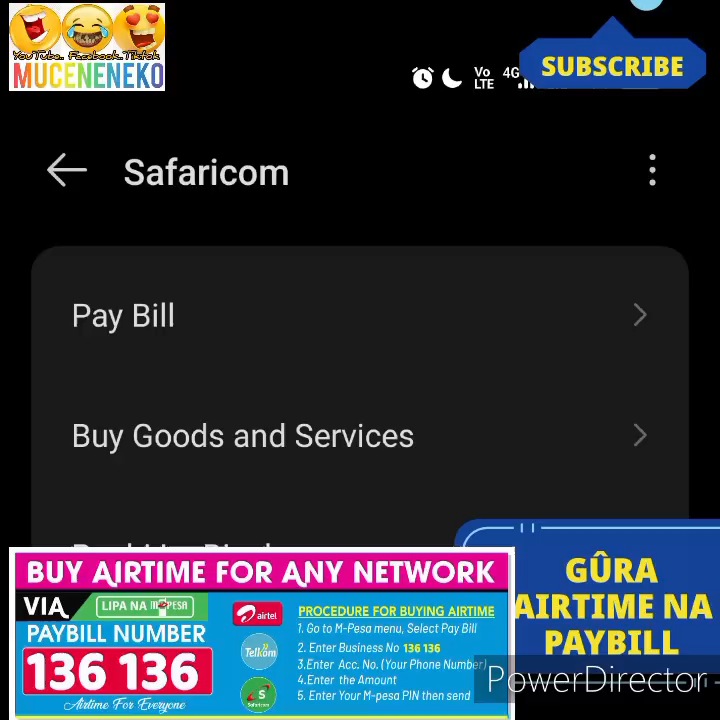 YouTube. Facebook. Tiktok
MUCENENEKO
Vo
LTE
4G
SUBSCRIBE
Safaricom
Pay Bill
Buy Goods and Services
BUY AIRTIME FOR ANY NETWORK
VIA
LIPA NA M-PESA
PAYBILL NUMBER
136 136
Airtime For Everyone
airtel
Telkom
Safaricom
PROCEDURE FOR BUYING AIRTIME
1. Go to M-Pesa menu, Select Pay Bill
2. Enter Business No 136 136
3.Enter Acc. No. (Your Phone Number)
4.Enter the Amount
5. Enter Your M-pesa PIN then send
GÛRA
AIRTIME NA
PAYBILL
PowerDirector